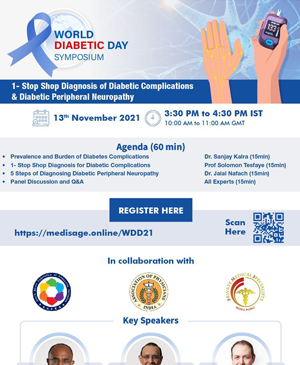 WORLD
DIABETIC DAY
SYMPOSIUM
1- Stop Shop Diagnosis of Diabetic Complications
& Diabetic Peripheral Neuropathy
13th November 2021
3:30 PM to 4:30 PM IST
10:00 AM to 11:00 AM GMT
Agenda (60 min)
• Prevalence and Burden of Diabetes Complications Dr. Sanjay Kalra (15min)
• 1- Stop Shop for Diabetic Complications Prof Solomon Tesfaye (15min)
• 5 Steps of Diagnosing Diabetic Peripheral Neuropathy Dr. Jalal Nafach (15min)
• Panel Discussion and Q&A All Experts (15min)
REGISTER HERE
https://medisage.online/WDD21
Scan
Here
In collaboration with
ASSOCIATION OF PHYSICIANS
INDIA
Key Speakers